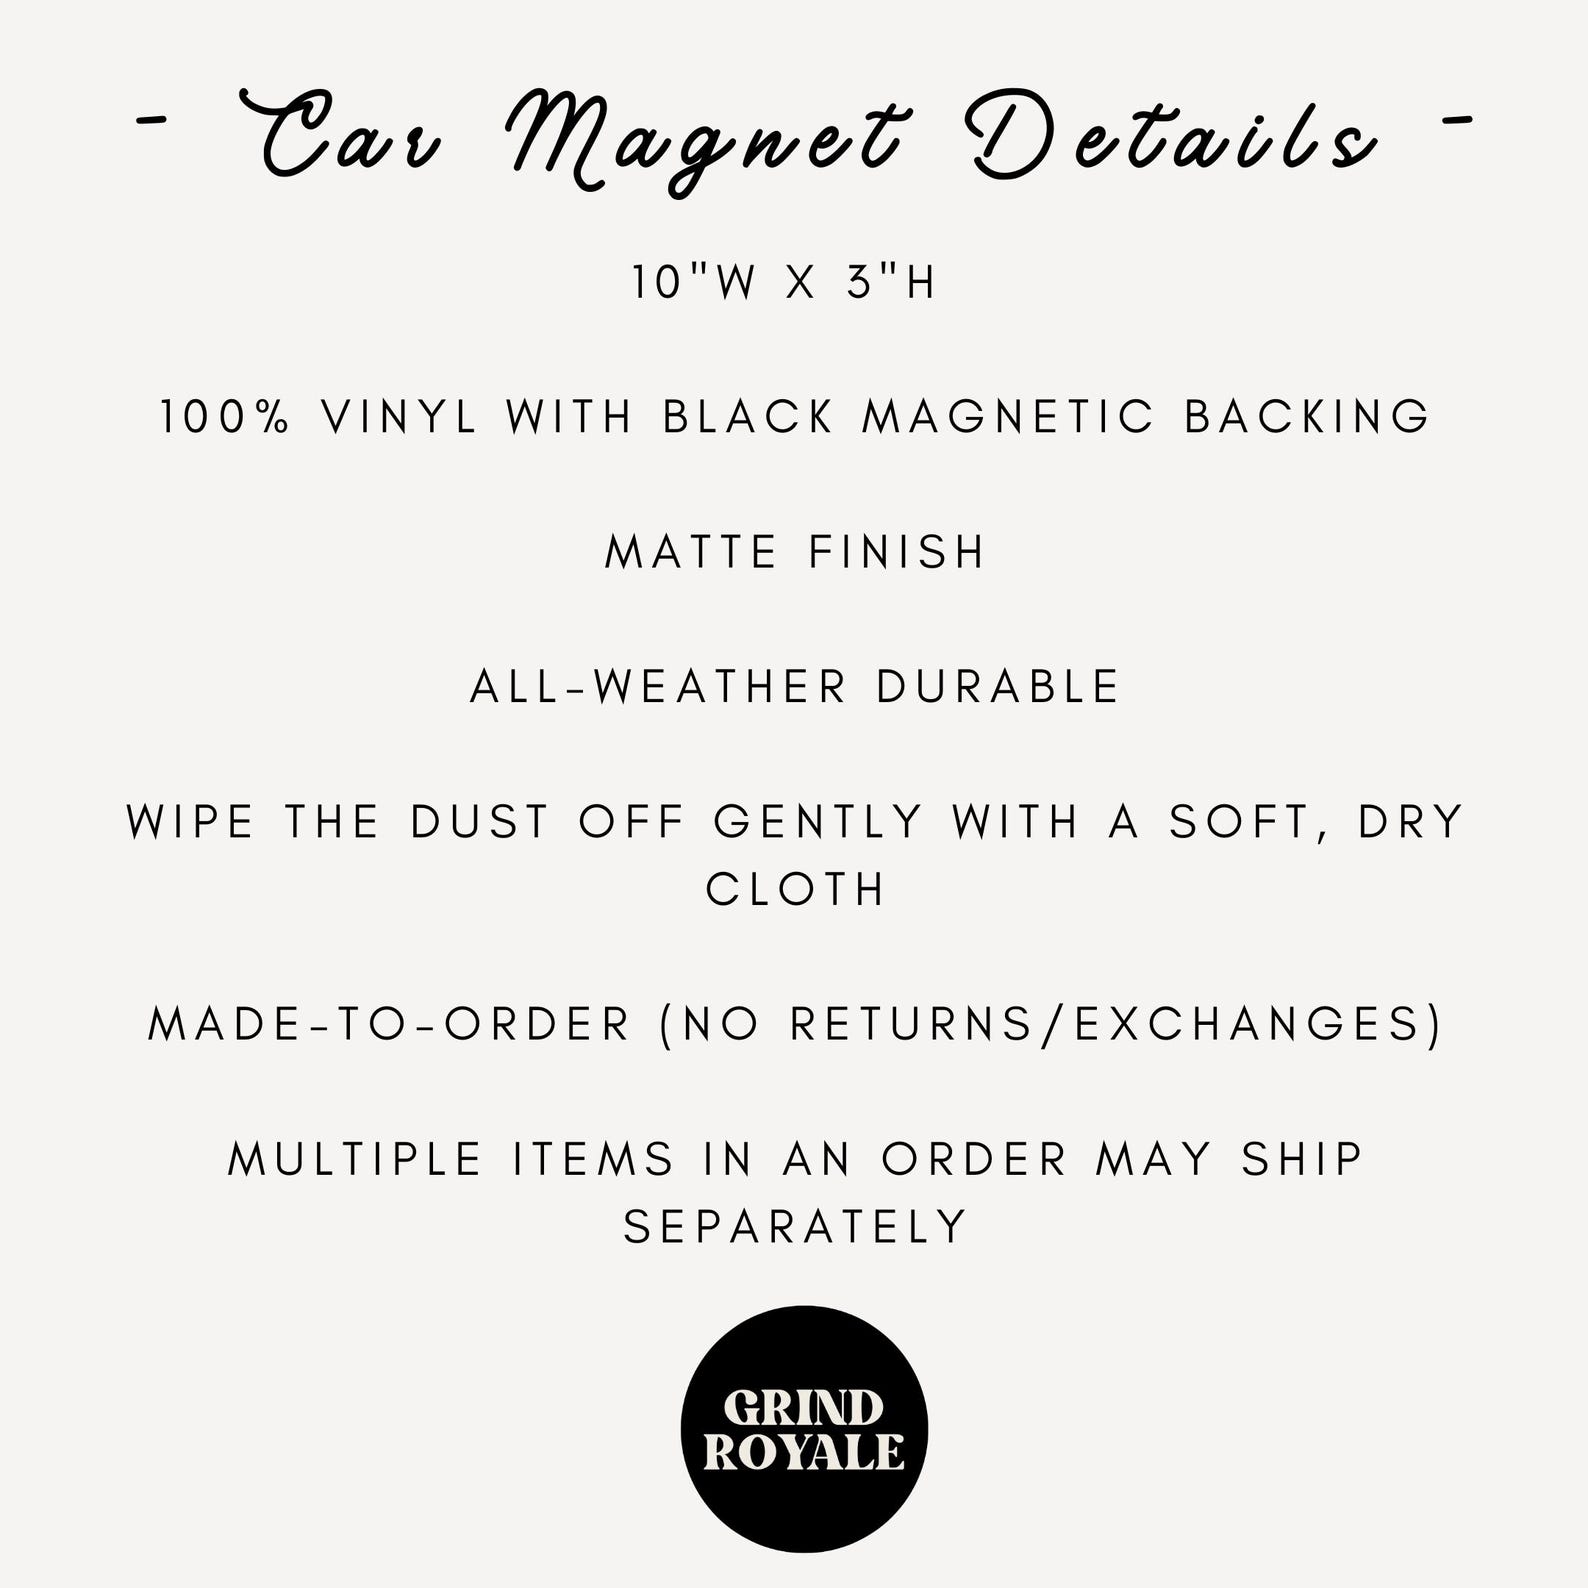 - Car Magnet Details -
10"W X 3"H
100% VINYL WITH BLACK MAGNETIC BACKING
MATTE FINISH
ALL-WEATHER DURABLE
WIPE THE DUST OFF GENTLY WITH A SOFT, DRY
CLOTH
MADE-TO-ORDER (NO RETURNS/EXCHANGES)
MULTIPLE ITEMS IN AN ORDER MAY SHIP
SEPARATELY
GRIND
ROYALE